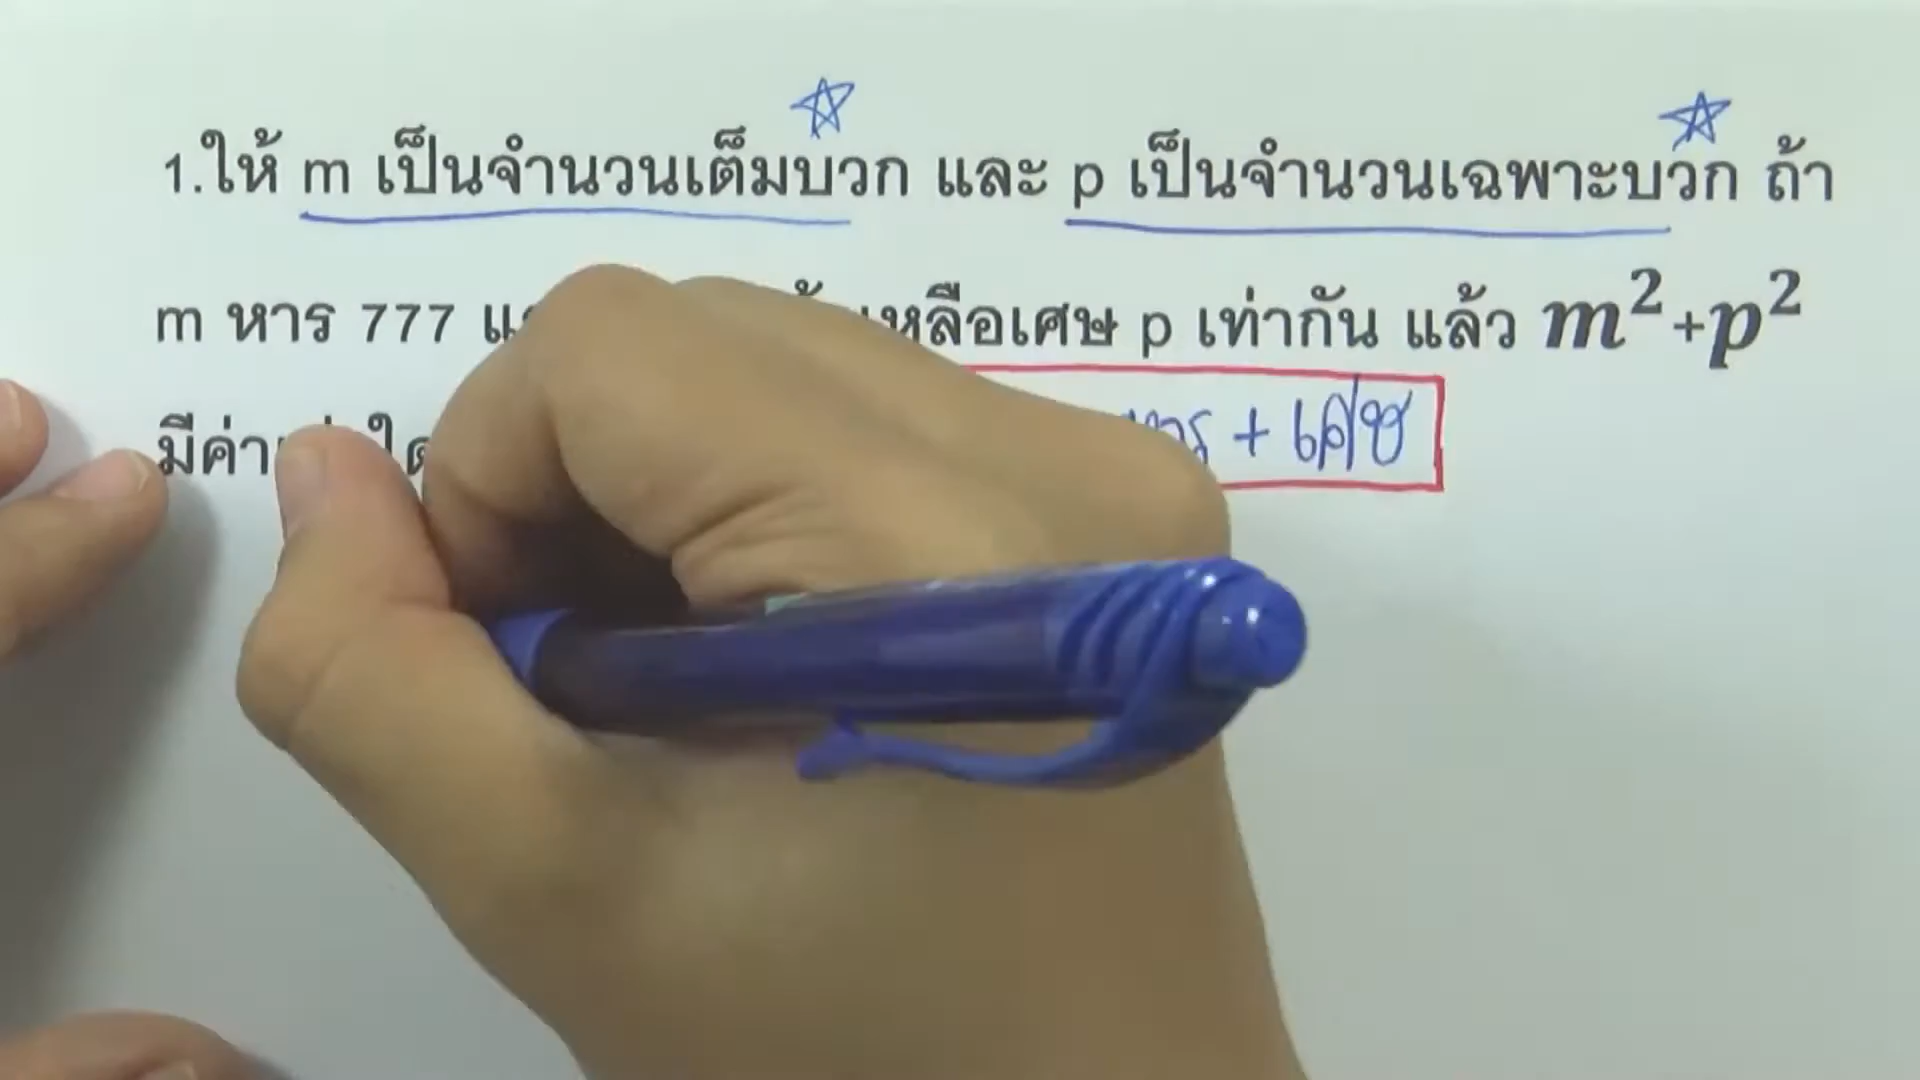 1.ให้ m เป็นจำนวนเต็มบวก และ p เป็นจำนวนเฉพาะบวก ถ้า
m หาร 777 เหลือเศษ p เท่ากัน แล้ว m²+p²
มีค่า
+ เศษ